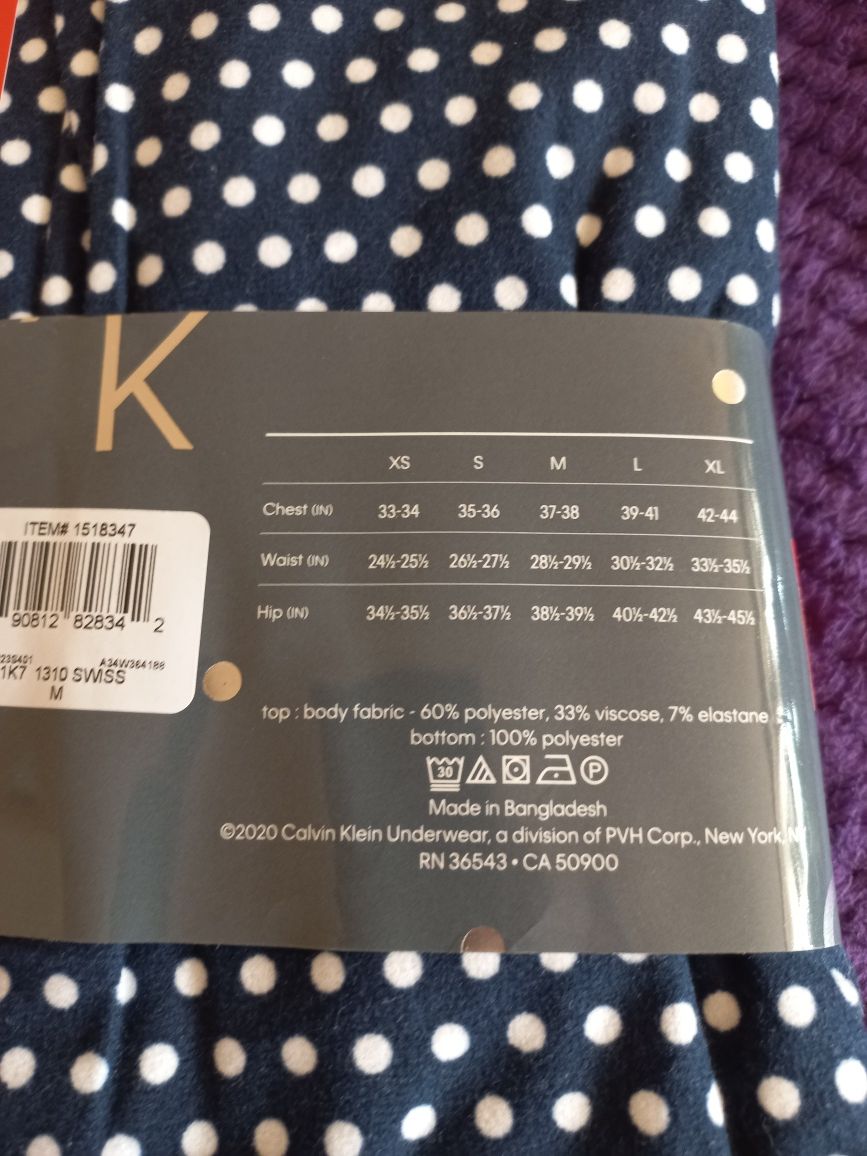 K
XS S M L XL
Chest (IN) 33-34 35-36 37-38 39-41 42-44
Waist (IN) 24½-25½ 26½-27½ 28½-29½ 30½-32½ 33½-35½
Hip (IN) 34½-35½ 36½-37½ 38½-39½ 40½-42½ 43½-45½
ITEM# 1518347
90812 82834 2
23S401 A34W384188
1K7 1310 SWISS
M
top : body fabric - 60% polyester, 33% viscose, 7% elastane
bottom : 100% polyester
30 P
Made in Bangladesh
©2020 Calvin Klein Underwear, a division of PVH Corp., New York, NY
RN 36543 • CA 50900